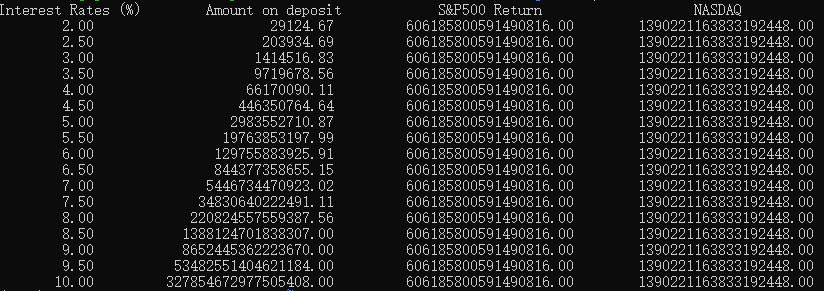 Interest Rates (%) Amount on deposit S&P500 Return NASDAQ
2.00 29124.67 606185800591490816.00 1390221163833192448.00
2.50 203934.69 606185800591490816.00 1390221163833192448.00
3.00 1414516.83 606185800591490816.00 1390221163833192448.00
3.50 9719678.56 606185800591490816.00 1390221163833192448.00
4.00 66170090.11 606185800591490816.00 1390221163833192448.00
4.50 446350764.64 606185800591490816.00 1390221163833192448.00
5.00 2983552710.87 606185800591490816.00 1390221163833192448.00
5.50 19763853197.99 606185800591490816.00 1390221163833192448.00
6.00 129755883925.91 606185800591490816.00 1390221163833192448.00
6.50 844377358655.15 606185800591490816.00 1390221163833192448.00
7.00 5446734470923.02 606185800591490816.00 1390221163833192448.00
7.50 34830640222491.11 606185800591490816.00 1390221163833192448.00
8.00 220824557559387.56 606185800591490816.00 1390221163833192448.00
8.50 1388124701838307.00 606185800591490816.00 1390221163833192448.00
9.00 8652445362223670.00 606185800591490816.00 1390221163833192448.00
9.50 53482551404621184.00 606185800591490816.00 1390221163833192448.00
10.00 327854672977505408.00 606185800591490816.00 1390221163833192448.00